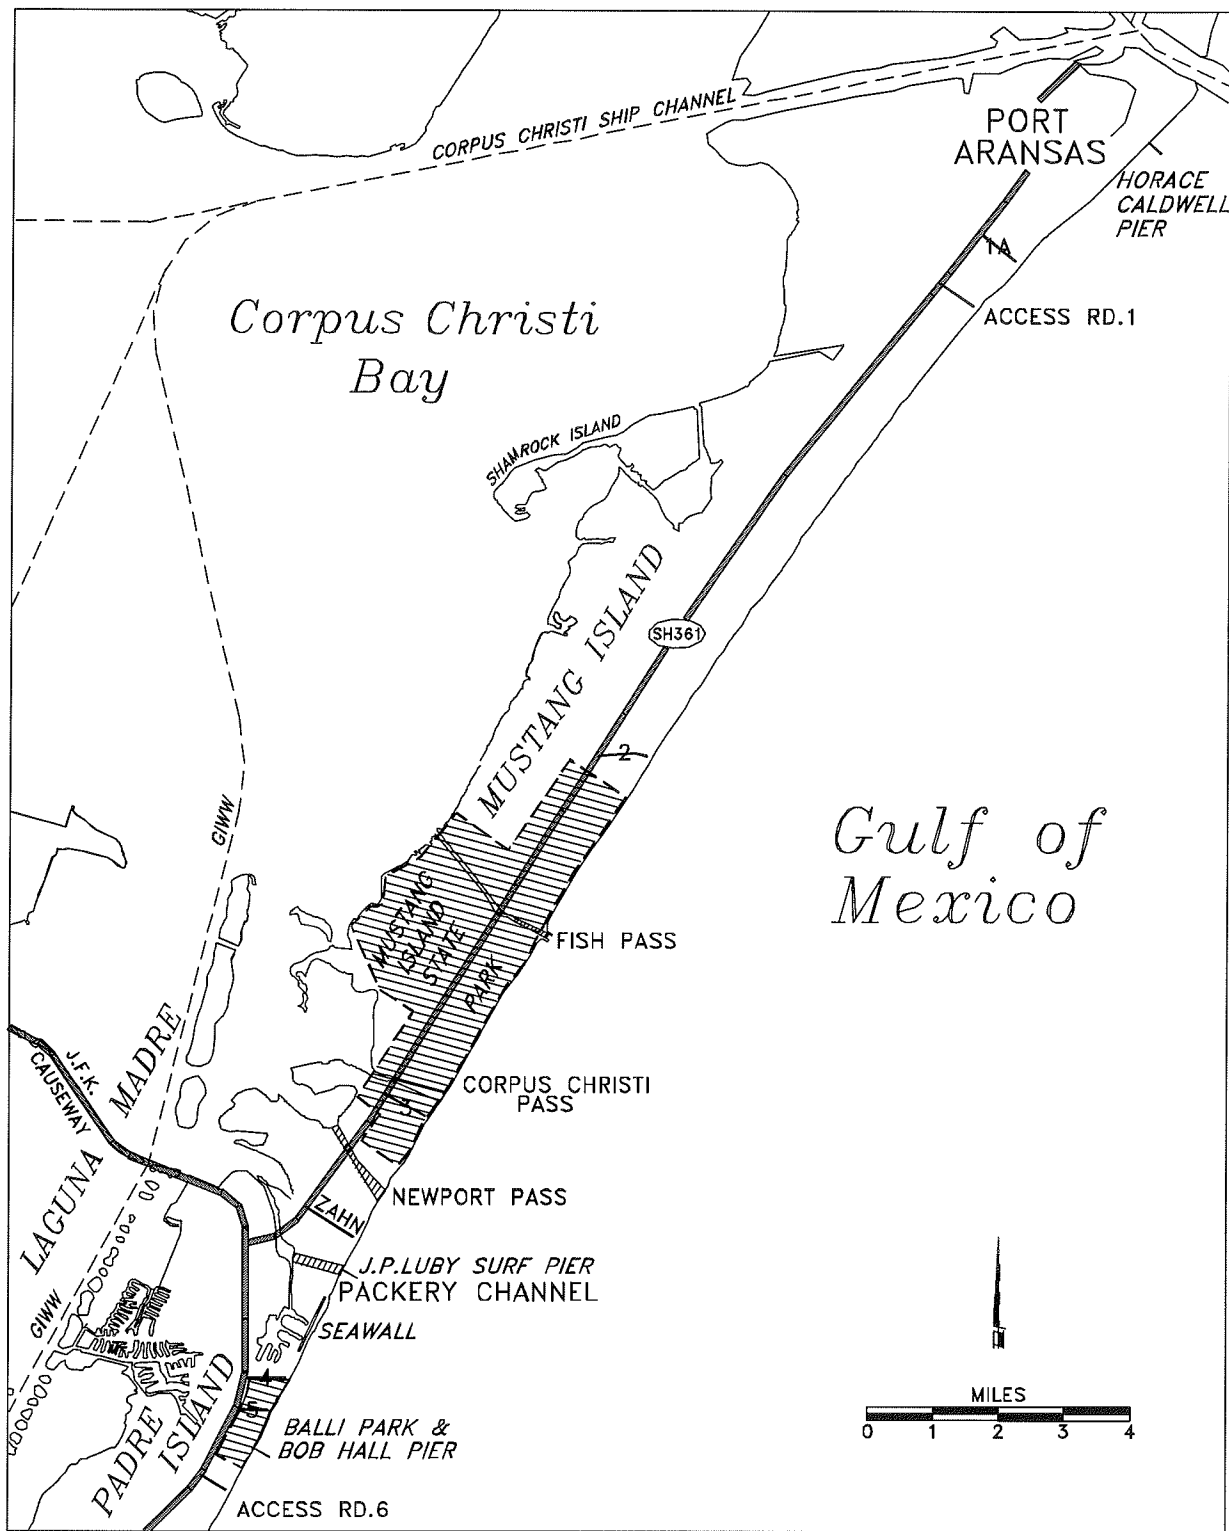 CORPUS CHRISTI SHIP CHANNEL
PORT
ARANSAS
HORACE
CALDWELL
PIER
1A
ACCESS RD.1
Corpus Christi
Bay
SHAMROCK ISLAND
MUSTANG ISLAND
SH361
2
GIWW
Gulf of
Mexico
MUSTANG
ISLAND
STATE
PARK
FISH PASS
J.F.K.
CAUSEWAY
LAGUNA MADRE
CORPUS CHRISTI
PASS
NEWPORT PASS
ZAHN
J.P.LUBY SURF PIER
PACKERY CHANNEL
SEAWALL
GIWW
4
5
PADRE
ISLAND
BALLI PARK &
BOB HALL PIER
ACCESS RD.6
N
MILES
0 1 2 3 4